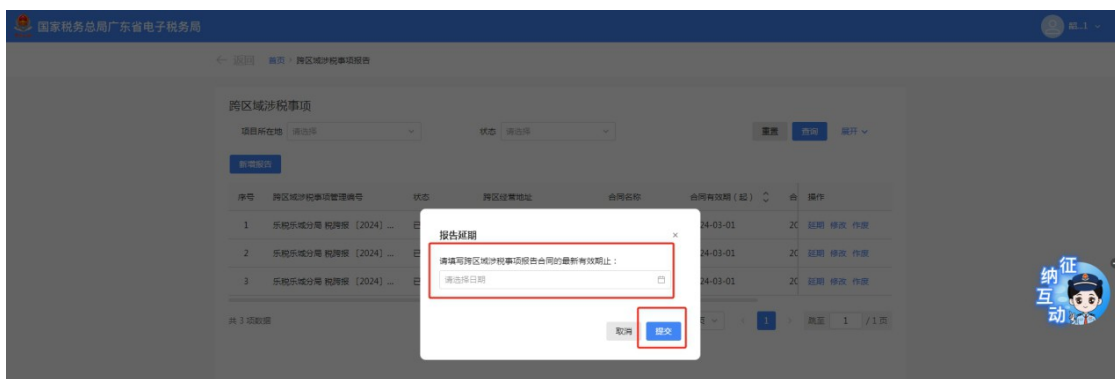 国家税务总局广东省电子税务局
← 返回 首页 > 跨区域涉税事项报告
跨区域涉税事项
项目所在地 请选择 状态 请选择 重置 查询 展开
新增报告
序号 跨区域涉税事项管理编号 状态 跨区经营地址 合同名称 合同有效期(起) 合 操作
1 乐税乐城分局 税跨报 [2024] ... 24-03-01 20 延期 修改 作废
2 乐税乐城分局 税跨报 [2024] ... 24-03-01 20 延期 修改 作废
3 乐税乐城分局 税跨报 [2024] ... 24-03-01 20 延期 修改 作废
共 3 项数据 < 1 > 跳至 1 /1页
报告延期 ×
请填写跨区域涉税事项报告合同的最新有效期止:
请选择日期
取消 提交
征纳互动